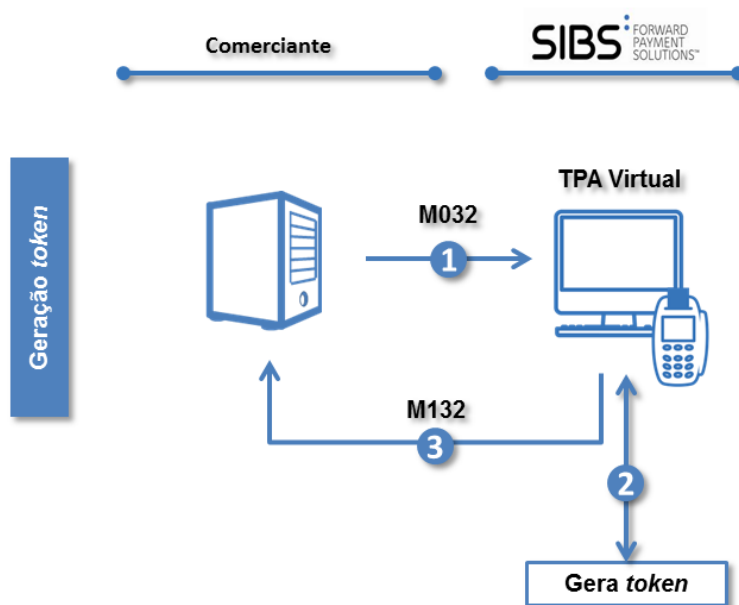 Comerciante
SIBS FORWARD
PAYMENT
SOLUTIONS™
Geração token
TPA Virtual
M032
1
M132
3
2
Gera token